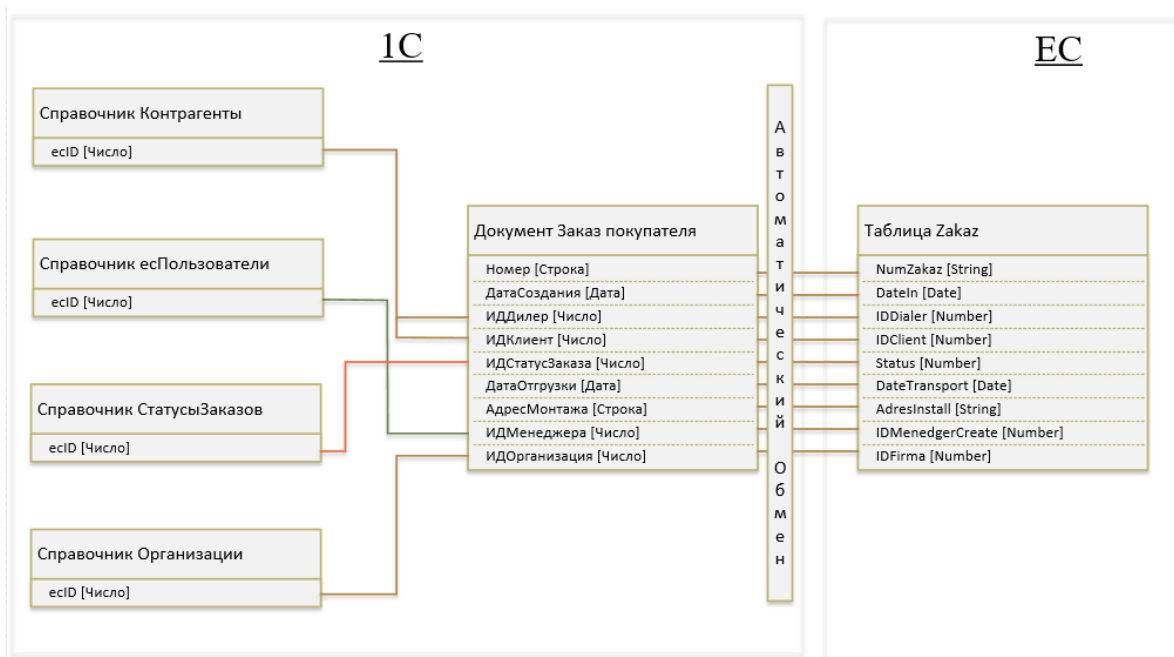 1С
ЕС
Справочник Контрагенты
ecID [Число]
Справочник есПользователи
ecID [Число]
Справочник СтатусыЗаказов
ecID [Число]
Справочник Организации
ecID [Число]
Документ Заказ покупателя
Номер [Строка]
ДатаСоздания [Дата]
ИДДилер [Число]
ИДКлиент [Число]
ИДСтатусЗаказа [Число]
ДатаОтгрузки [Дата]
АдресМонтажа [Строка]
ИДМенеджера [Число]
ИДОрганизация [Число]
Автоматический Обмен
Таблица Zakaz
NumZakaz [String]
DateIn [Date]
IDDialer [Number]
IDClient [Number]
Status [Number]
DateTransport [Date]
AdresInstall [String]
IDMenedgerCreate [Number]
IDFirma [Number]